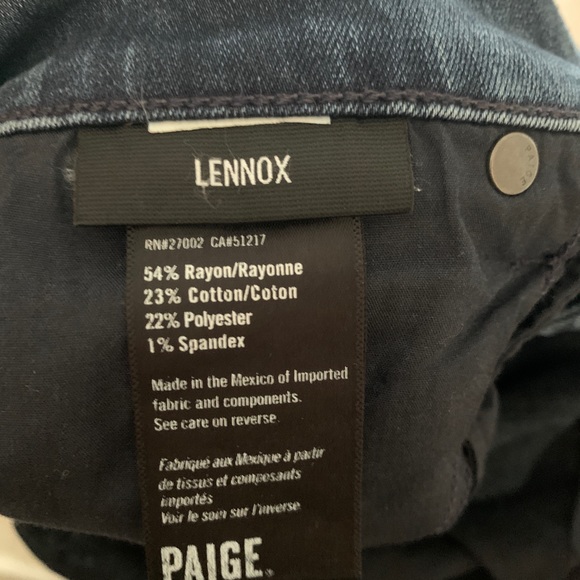 LENNOX
RN#27002 CA#51217
54% Rayon/Rayonne
23% Cotton/Coton
22% Polyester
1% Spandex
Made in the Mexico of Imported
fabric and components.
See care on reverse.
Fabriqué aux Mexique à partir
de tissus et composants
importés
Voir le soin sur l'inverse
PAIGE